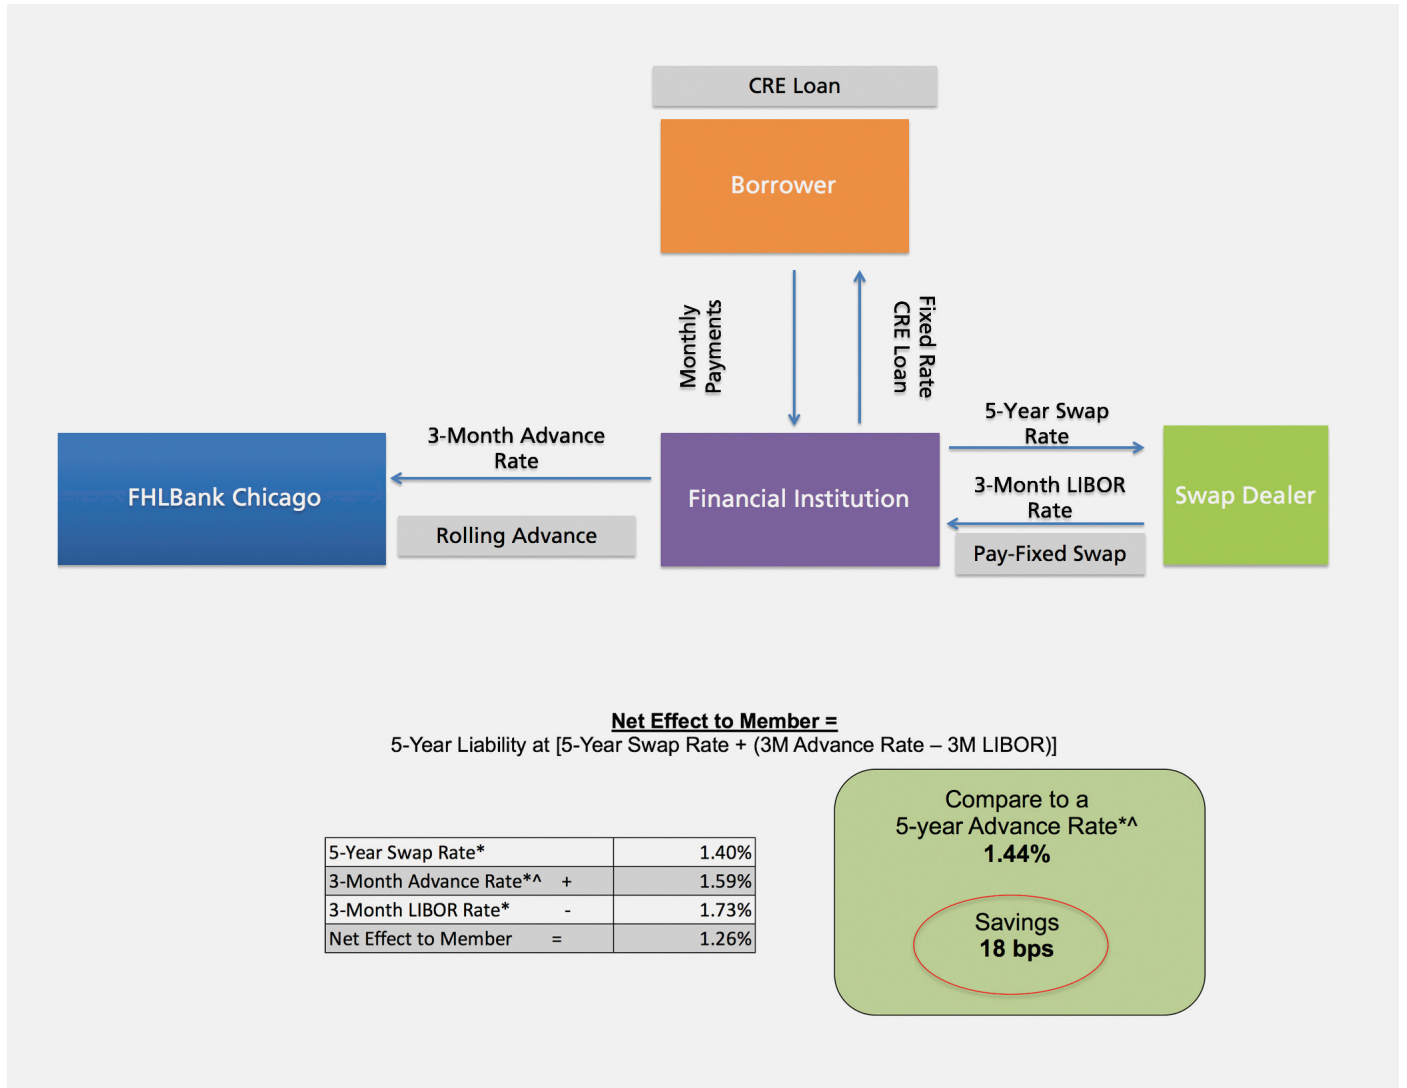 CRE Loan
Borrower
Monthly
Payments
Fixed Rate
CRE Loan
5-Year Swap
Rate
3-Month Advance
Rate
3-Month LIBOR
Rate
FHLBank Chicago
Financial Institution
Swap Dealer
Rolling Advance
Pay-Fixed Swap
Net Effect to Member =
5-Year Liability at [5-Year Swap Rate + (3M Advance Rate – 3M LIBOR)]
5-Year Swap Rate* 1.40%
3-Month Advance Rate*^ + 1.59%
3-Month LIBOR Rate* - 1.73%
Net Effect to Member = 1.26%
Compare to a
5-year Advance Rate*^
1.44%
Savings
18 bps